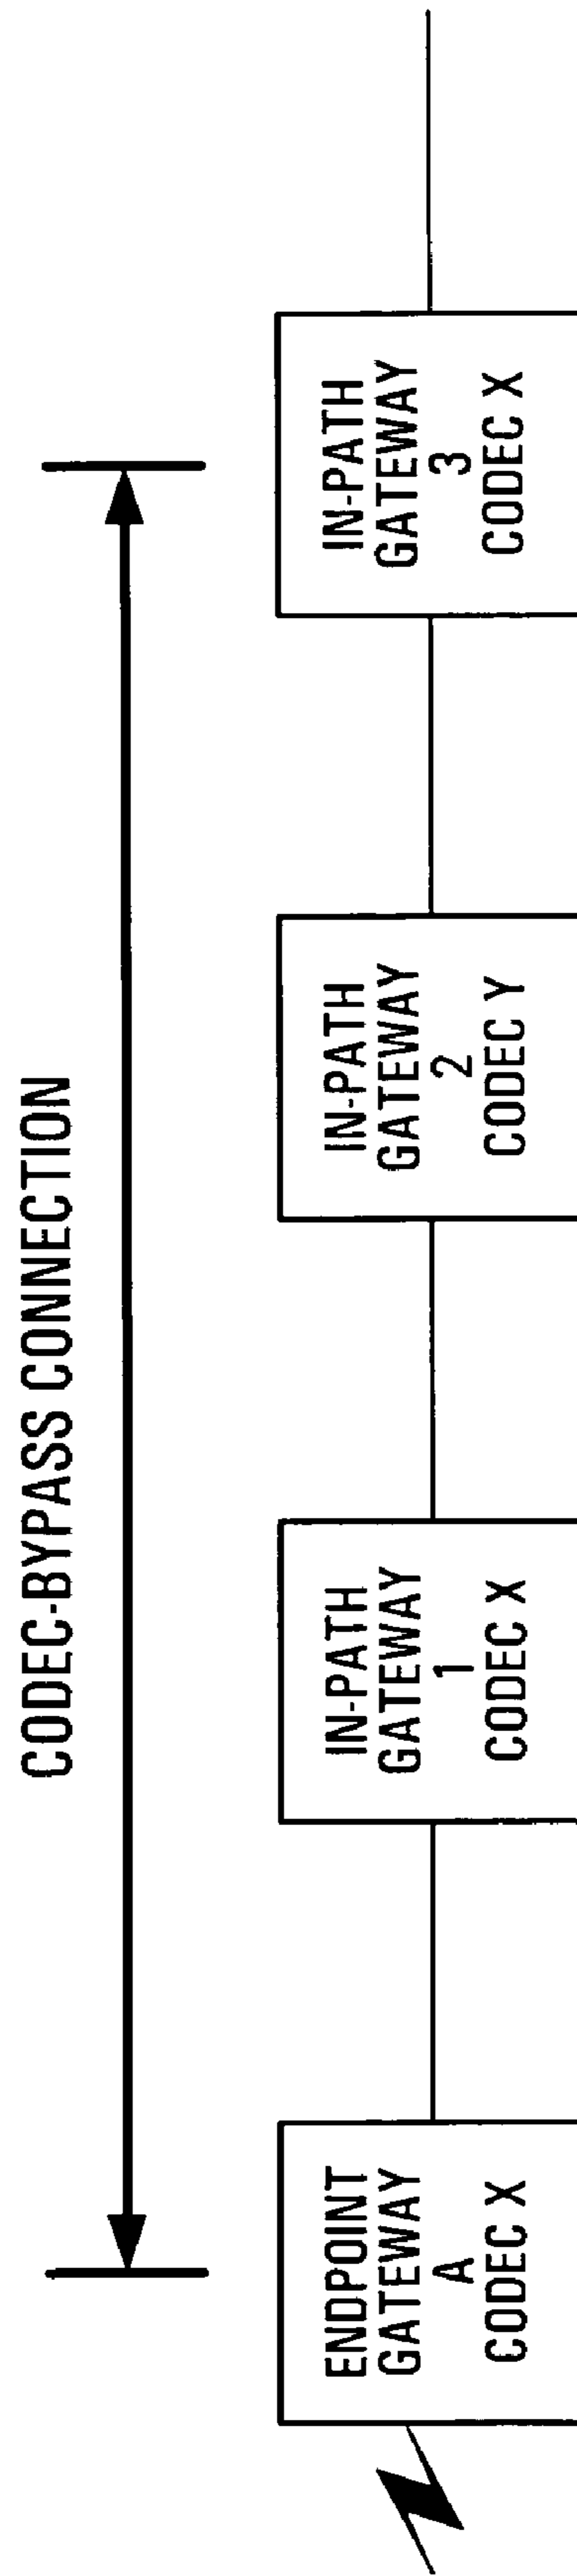 CODEC-BYPASS CONNECTION
ENDPOINT
GATEWAY
A
CODEC X
IN-PATH
GATEWAY
1
CODEC X
IN-PATH
GATEWAY
2
CODEC Y
IN-PATH
GATEWAY
3
CODEC X